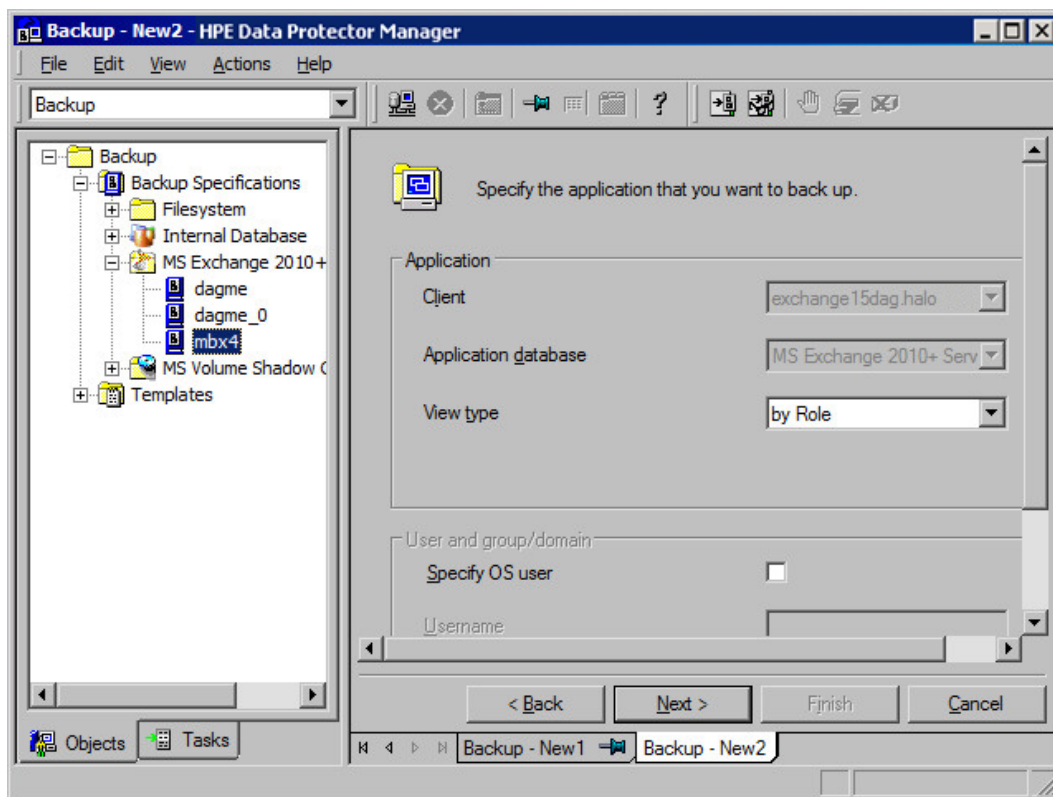 Backup - New2 - HPE Data Protector Manager
File Edit View Actions Help
Backup
Backup
Backup Specifications
Filesystem
Internal Database
MS Exchange 2010+
dagme
dagme_0
mbx4
MS Volume Shadow C
Templates
Objects
Tasks
Specify the application that you want to back up.
Application
Client
exchange15dag.halo
Application database
MS Exchange 2010+ Serv
View type
by Role
User and group/domain
Specify OS user
Username
< Back
Next >
Finish
Cancel
Backup - New1
Backup - New2